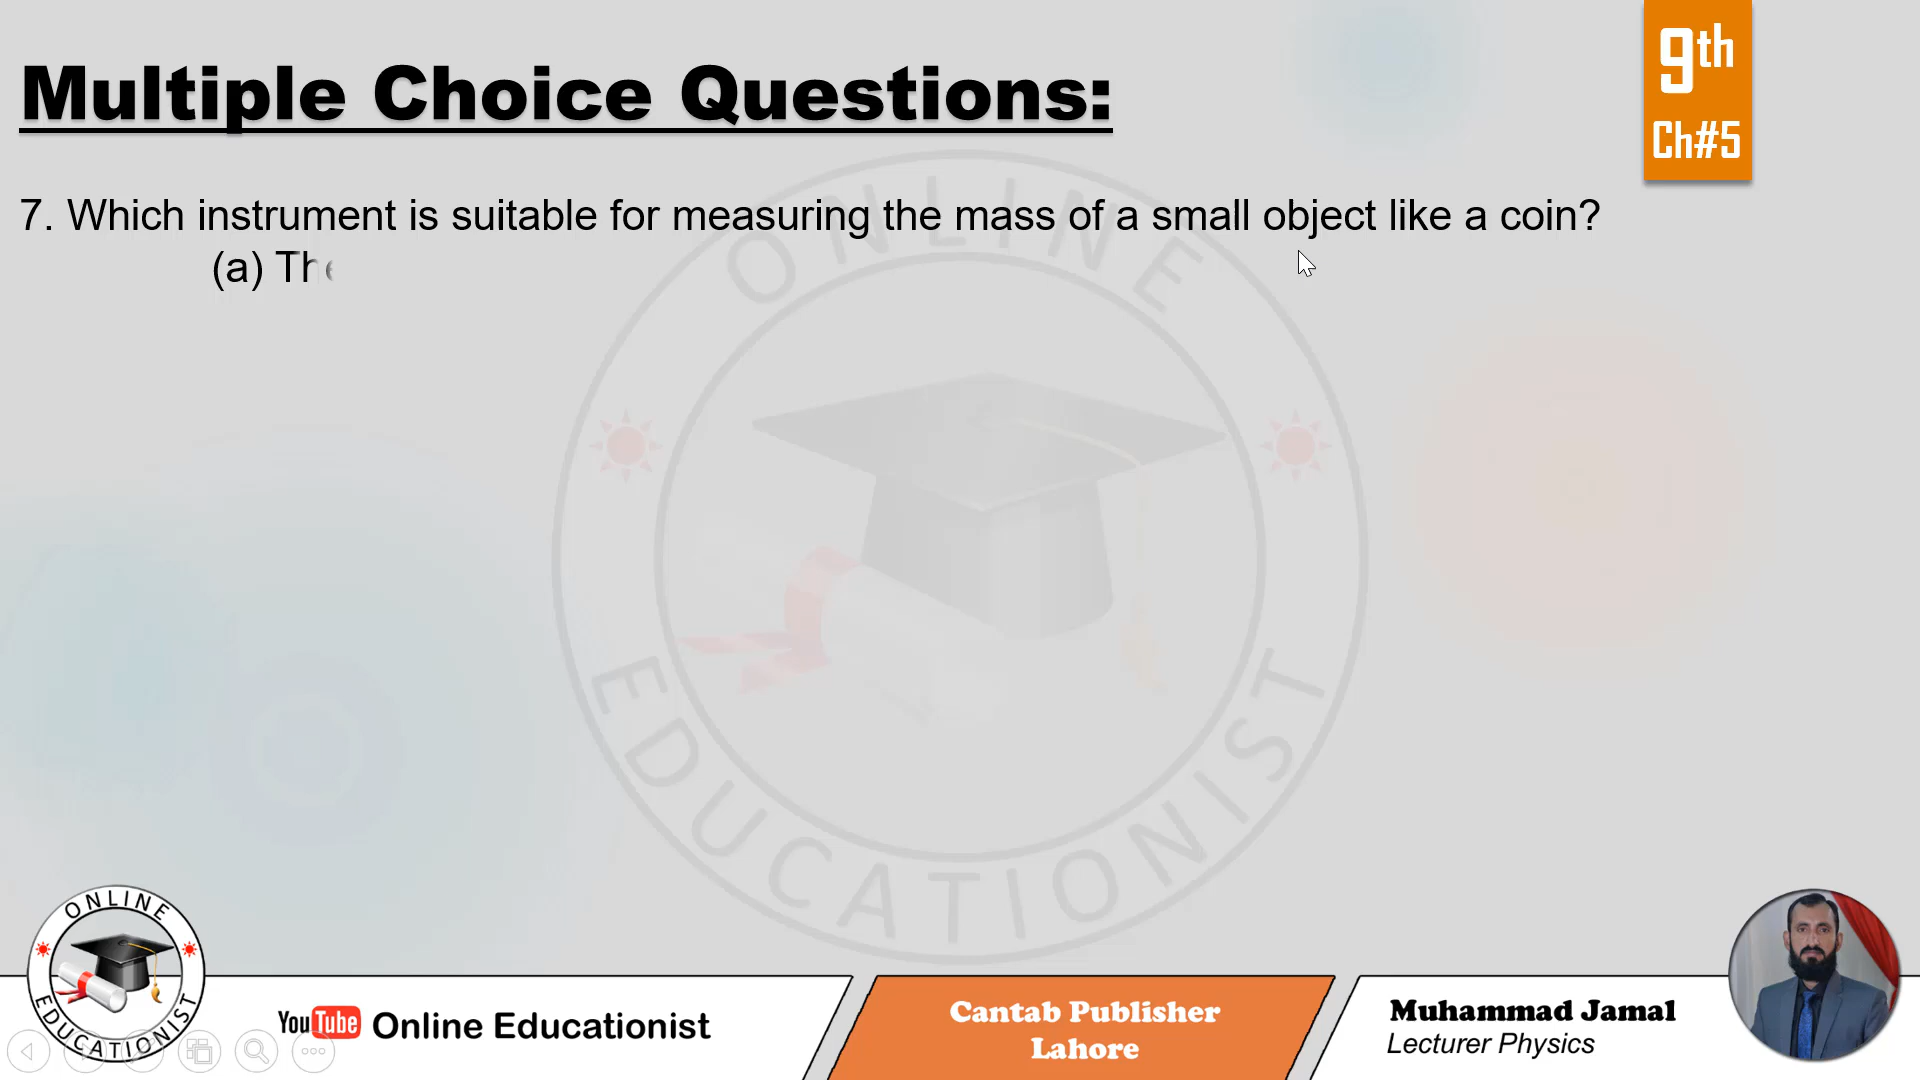 Multiple Choice Questions:
9th
Ch#5
7. Which instrument is suitable for measuring the mass of a small object like a coin?
(a) The
ONLINE
EDUCATIONIST
ONLINE
EDUCATIONIST
YouTube Online Educationist
Cantab Publisher
Lahore
Muhammad Jamal
Lecturer Physics